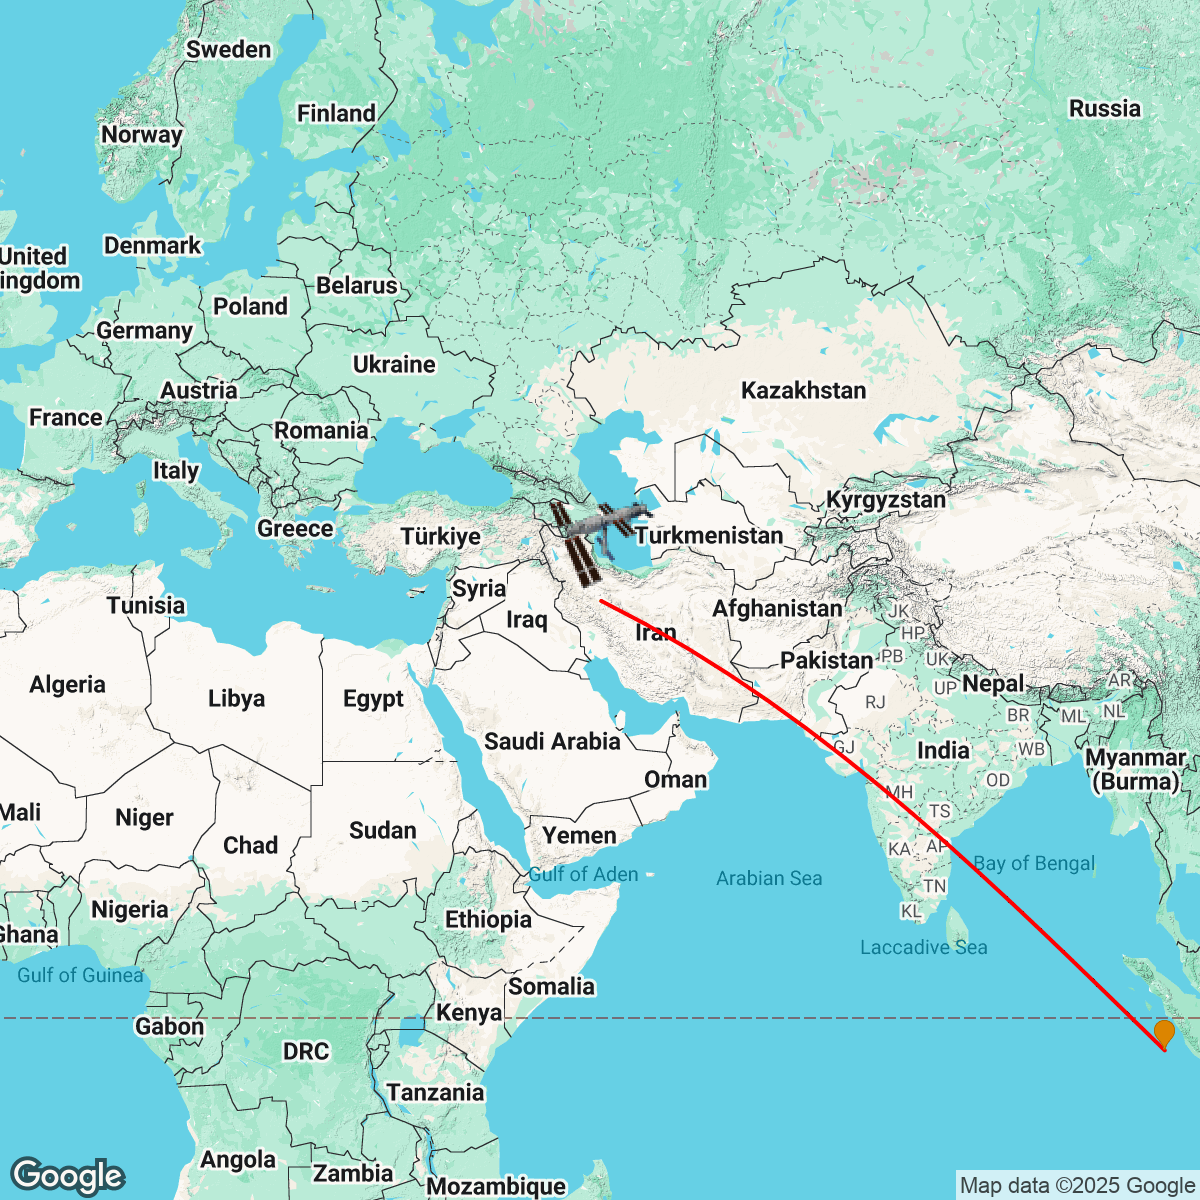 Sweden
Russia
Finland
Norway
Denmark
United
ingdom
Belarus
Poland
Germany
Ukraine
Austria
Kazakhstan
France
Romania
Italy
Kyrgyzstan
Greece
Türkiye
Turkmenistan
Syria
Tunisia
Afghanistan
JK
Iraq
Iran
HP
PB
UK
Pakistan
Algeria
Libya
Egypt
UP
Nepal
AR
RJ
BR
ML
NL
Saudi Arabia
GJ
India
WB
Myanmar
(Burma)
Oman
OD
MH
Mali
Niger
TS
Sudan
Yemen
Chad
KA
AP
Gulf of Aden
Arabian Sea
Bay of Bengal
TN
Nigeria
KL
Ethiopia
Ghana
Laccadive Sea
Gulf of Guinea
Somalia
Kenya
Gabon
DRC
Tanzania
Angola
Zambia
Mozambique
Google
Map data ©2025 Google